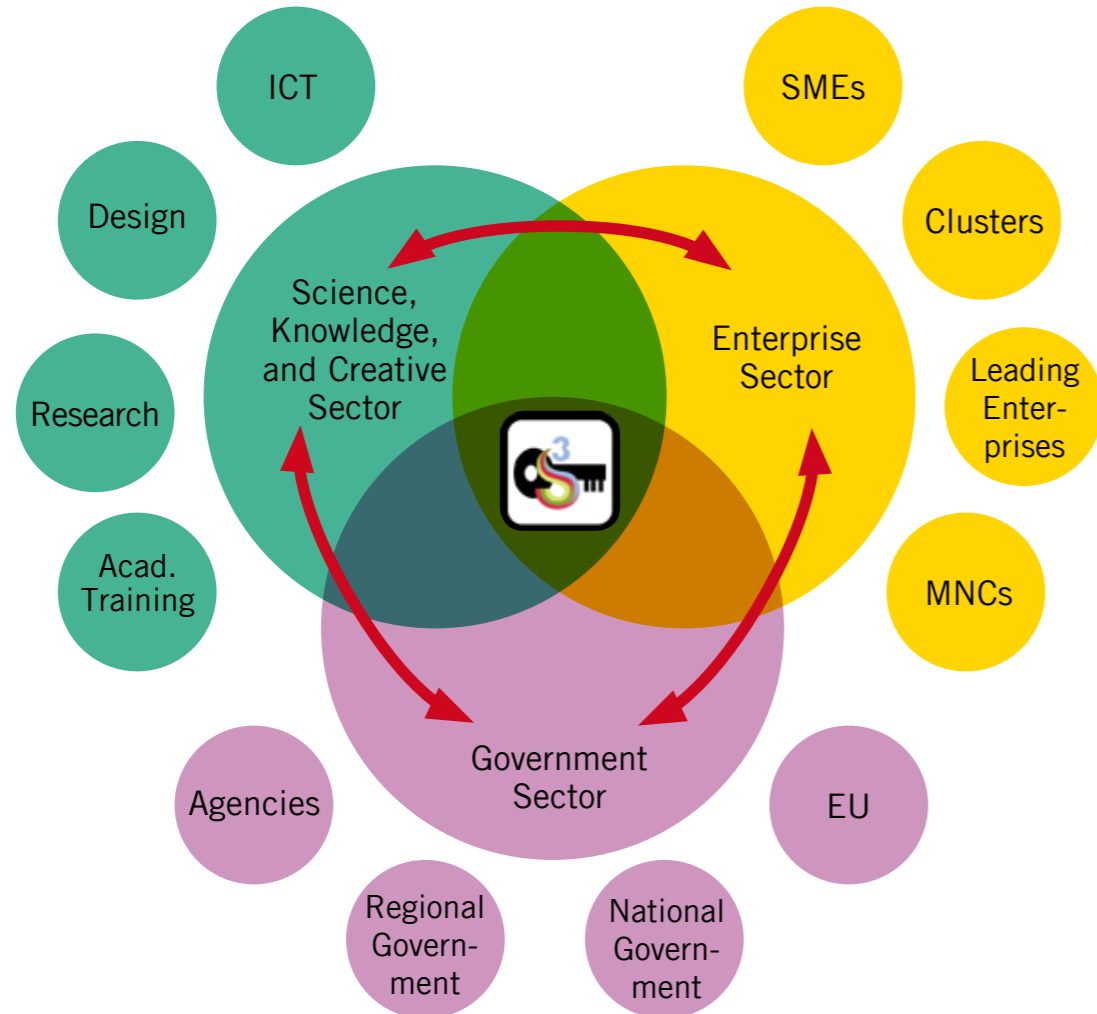 ICT
SMEs
Design
Clusters
Science,
Knowledge,
and Creative
Sector
Enterprise
Sector
Research
Leading
Enter-
prises
3
S
Acad.
Training
MNCs
Government
Sector
Agencies
EU
Regional
Govern-
ment
National
Govern-
ment